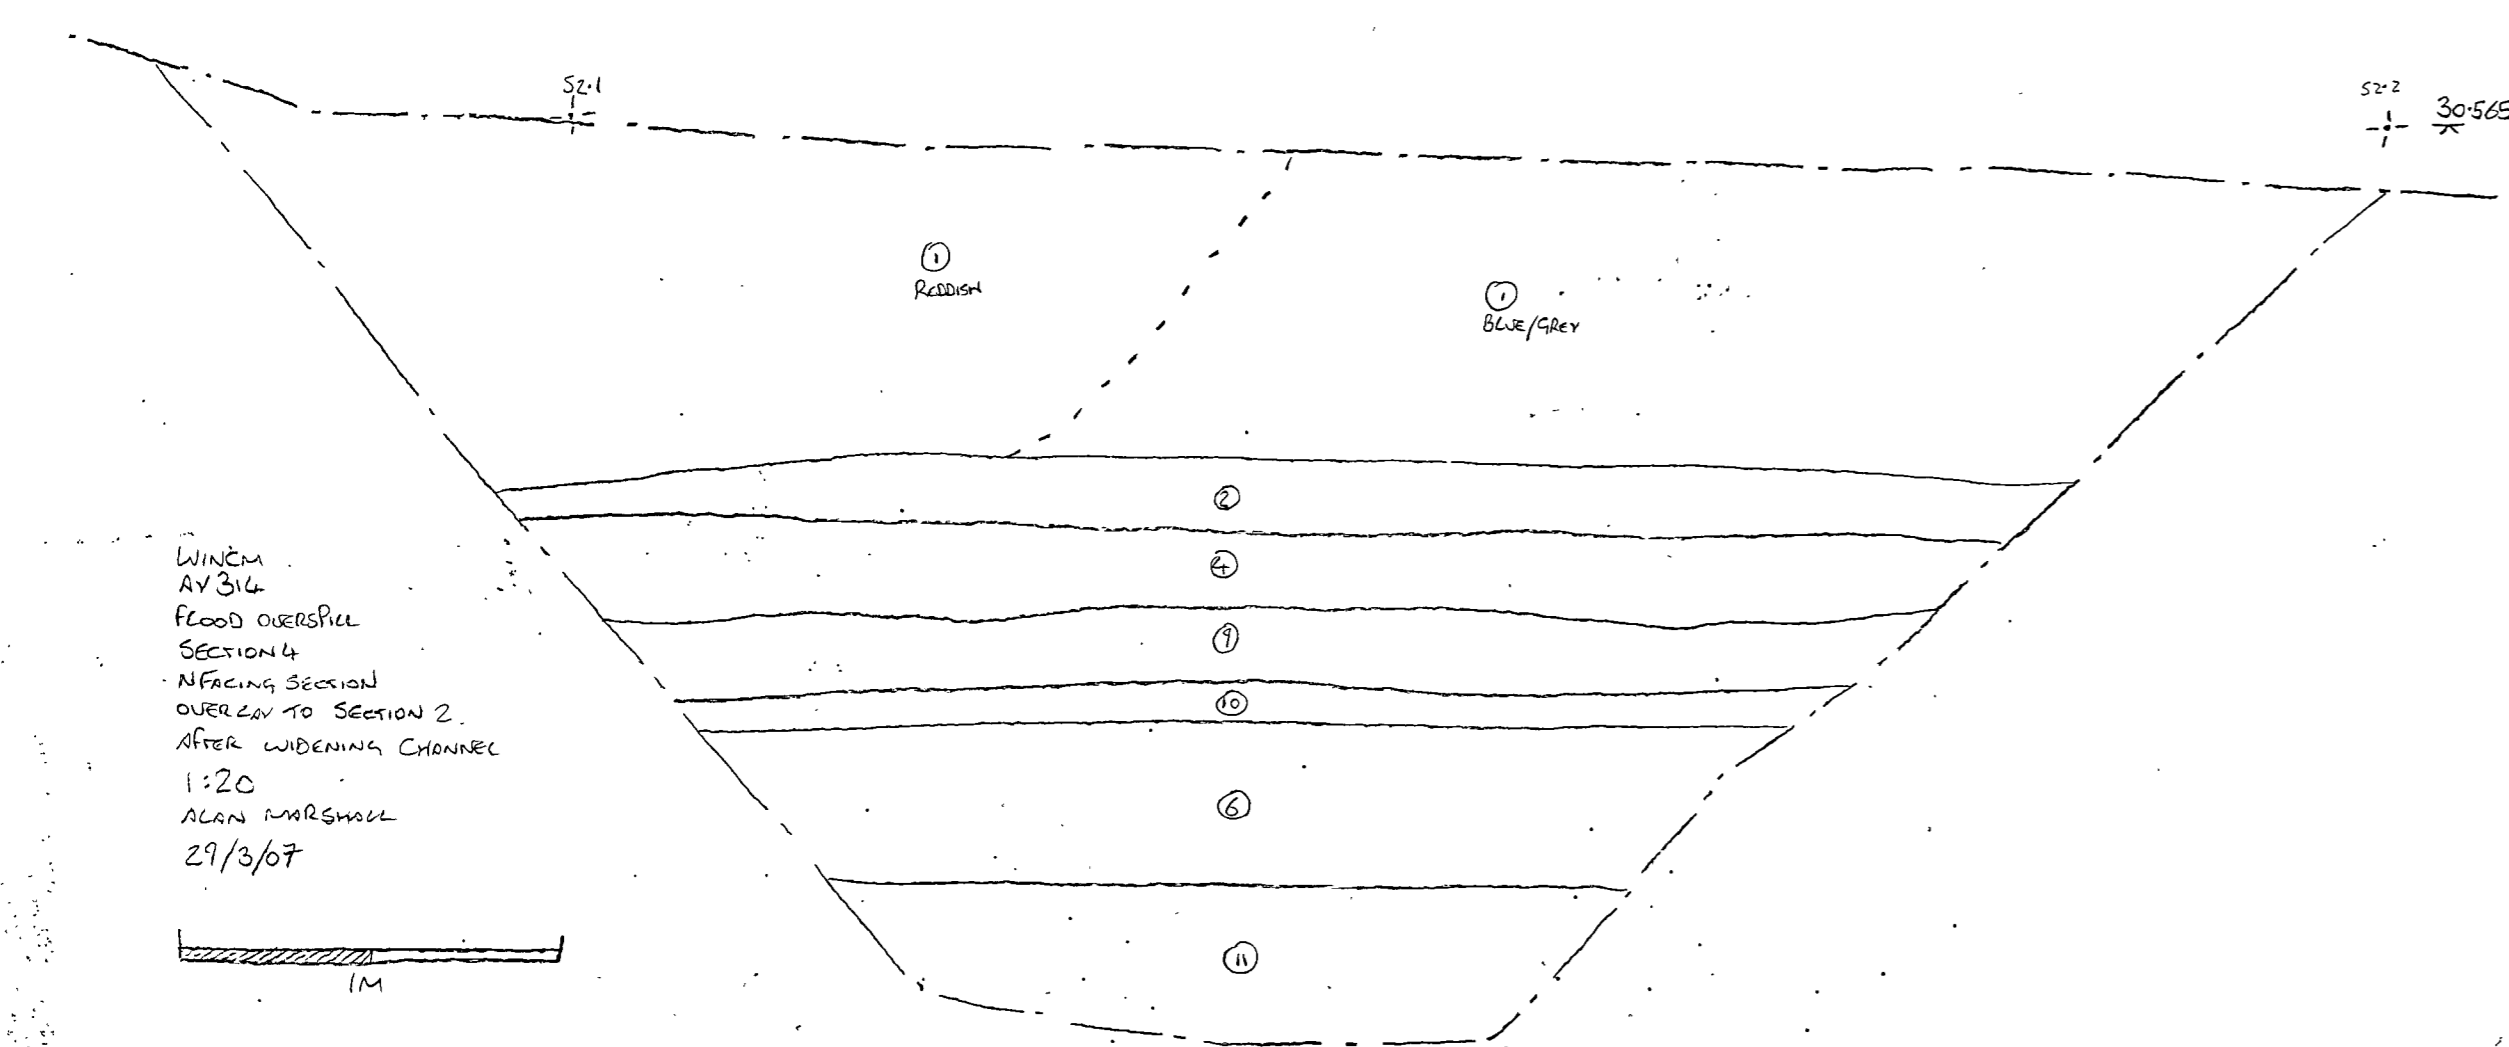 S2·1
S2·2
30·565
1
REDDISH
1
BLUE/GREY
2
4
9
10
6
11
WINCM
AY 314
FLOOD OVERSPILL
SECTION 4
N FACING SECTION
OVERLAY TO SECTION 2.
AFTER WIDENING CHANNEL
1:20
ALAN MARSHALL
29/3/07
1M